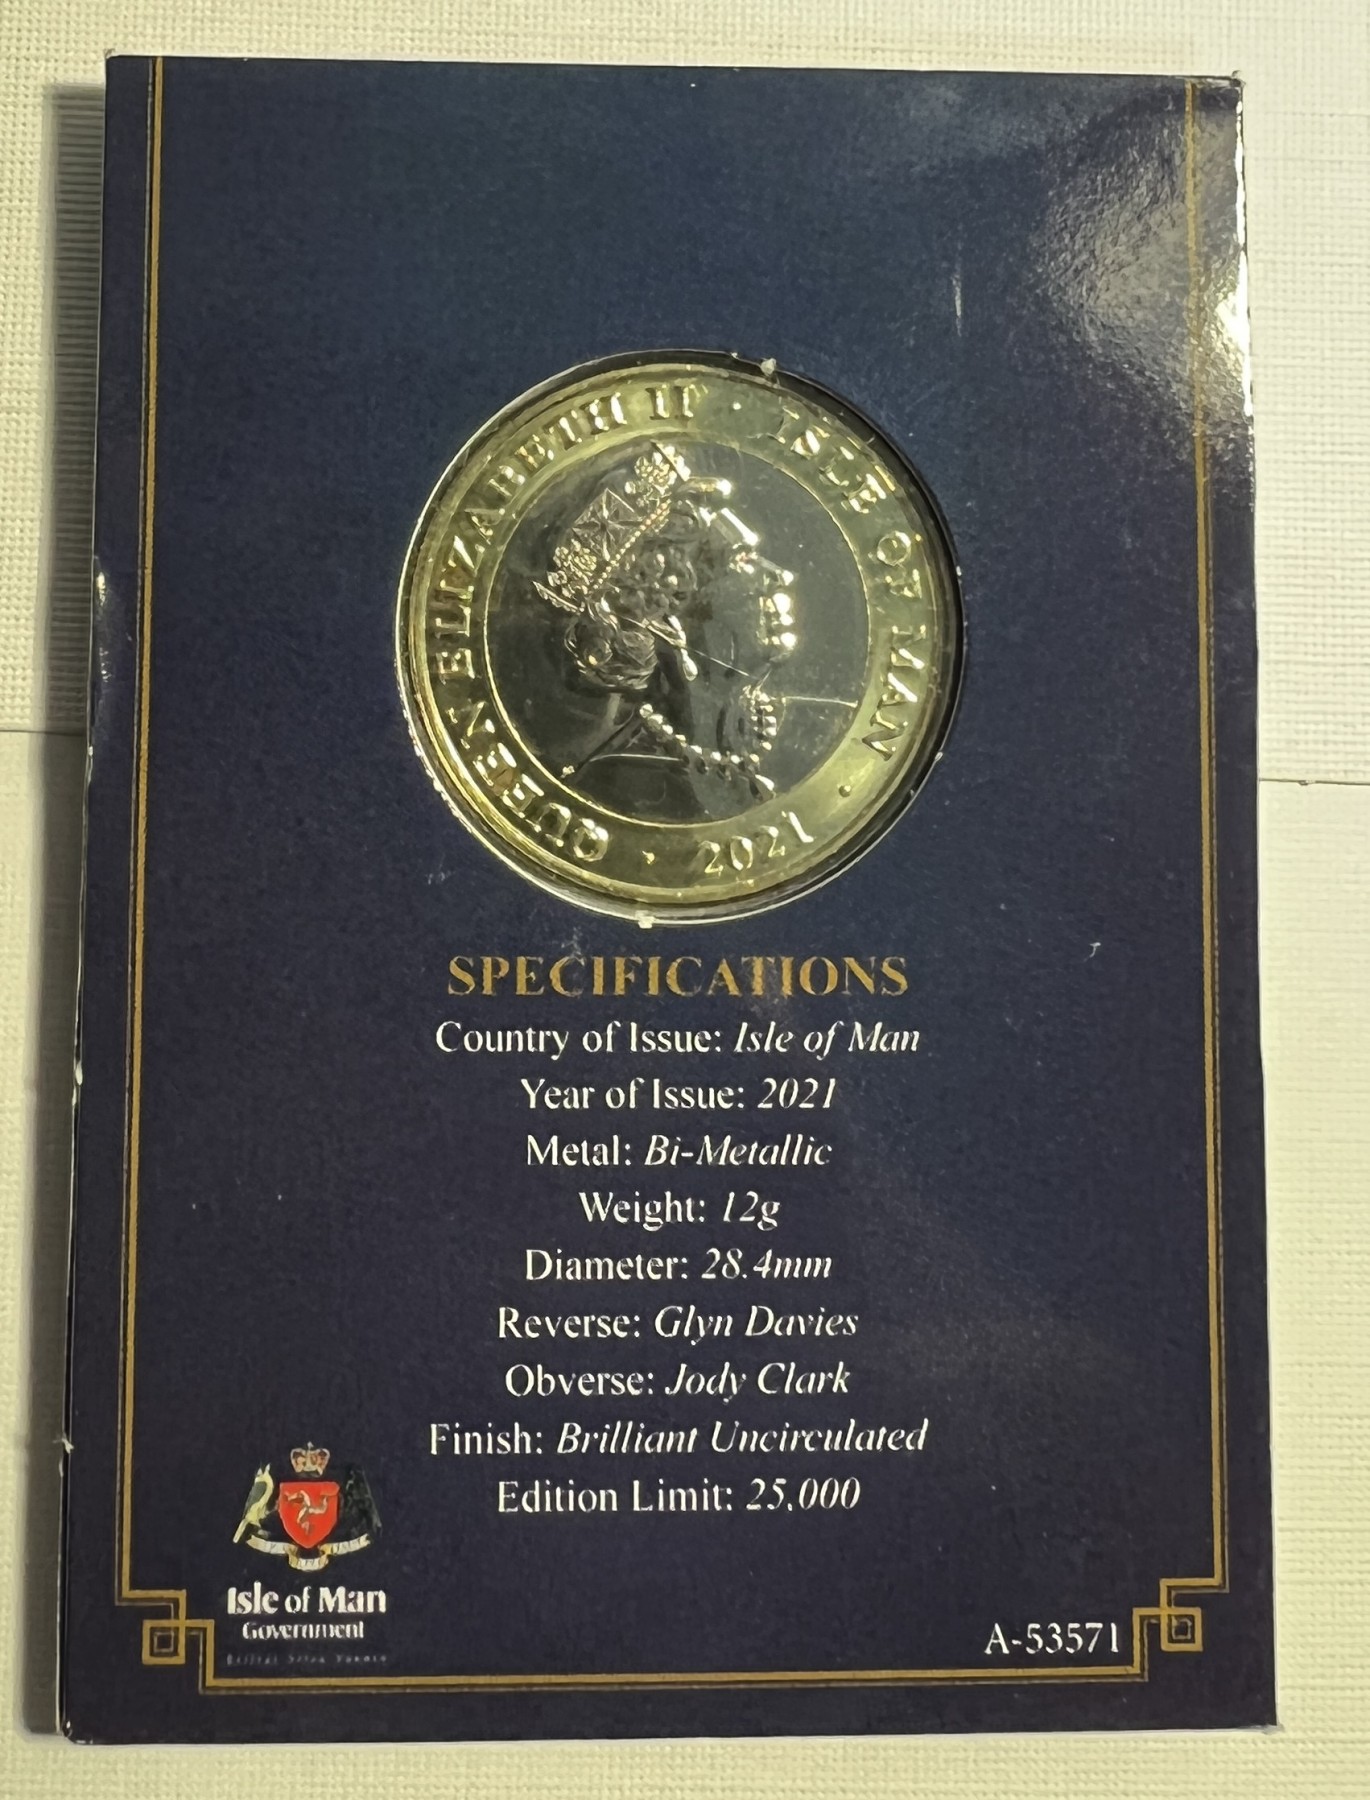 QUEEN ELIZABETH II · ISLE OF MAN · 2021 ·
SPECIFICATIONS
Country of Issue: Isle of Man
Year of Issue: 2021
Metal: Bi-Metallic
Weight: 12g
Diameter: 28.4mm
Reverse: Glyn Davies
Obverse: Jody Clark
Finish: Brilliant Uncirculated
Edition Limit: 25,000
Isle of Man
Government
A-53571